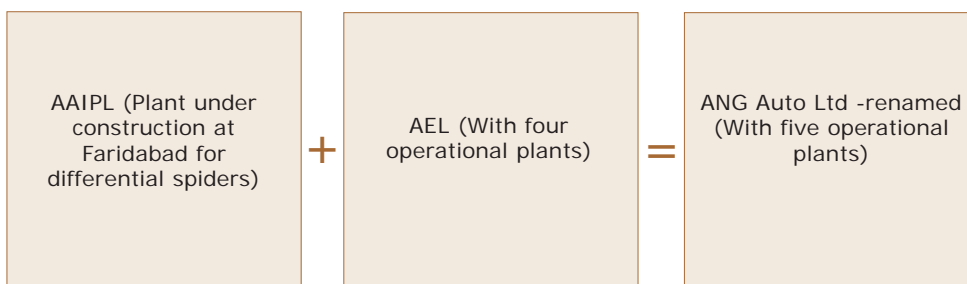 AAIPL (Plant under
construction at
Faridabad for
differential spiders)
+
AEL (With four
operational plants)
=
ANG Auto Ltd -renamed
(With five operational
plants)